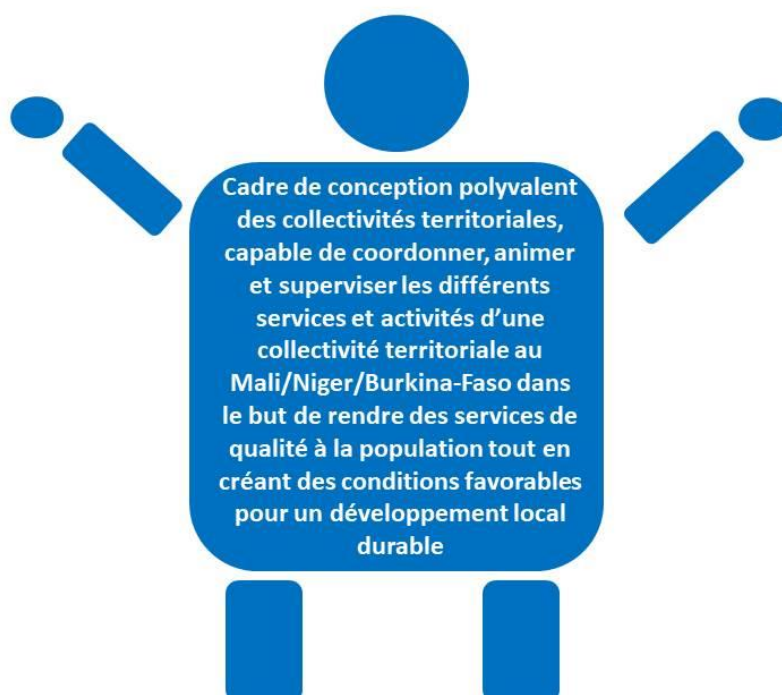 Cadre de conception polyvalent
des collectivités territoriales,
capable de coordonner, animer
et superviser les différents
services et activités d’une
collectivité territoriale au
Mali/Niger/Burkina-Faso dans
le but de rendre des services de
qualité à la population tout en
créant des conditions favorables
pour un développement local
durable